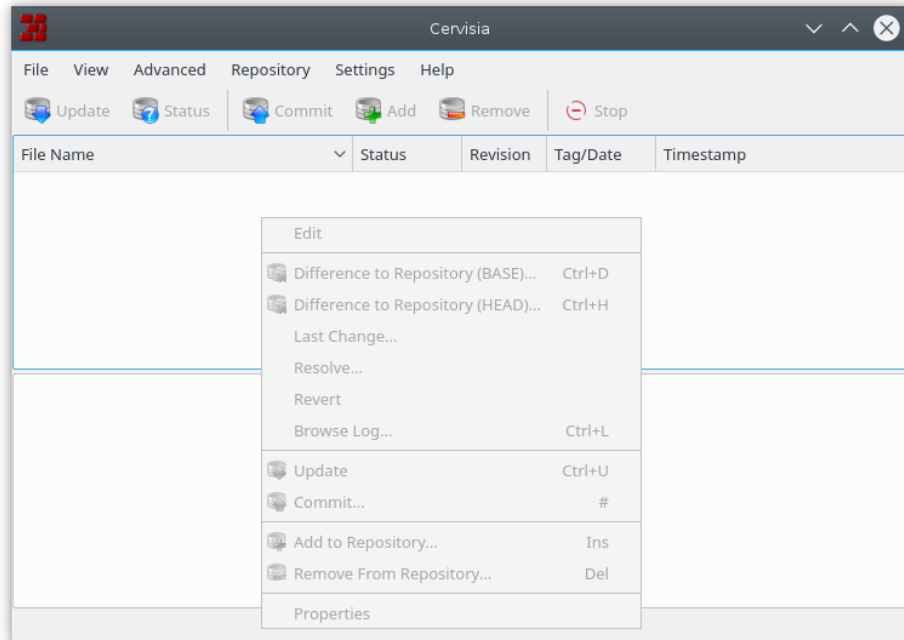 Cervisia
File View Advanced Repository Settings Help
Update Status Commit Add Remove Stop
File Name Status Revision Tag/Date Timestamp
Edit
Difference to Repository (BASE)... Ctrl+D
Difference to Repository (HEAD)... Ctrl+H
Last Change...
Resolve...
Revert
Browse Log... Ctrl+L
Update Ctrl+U
Commit... #
Add to Repository... Ins
Remove From Repository... Del
Properties